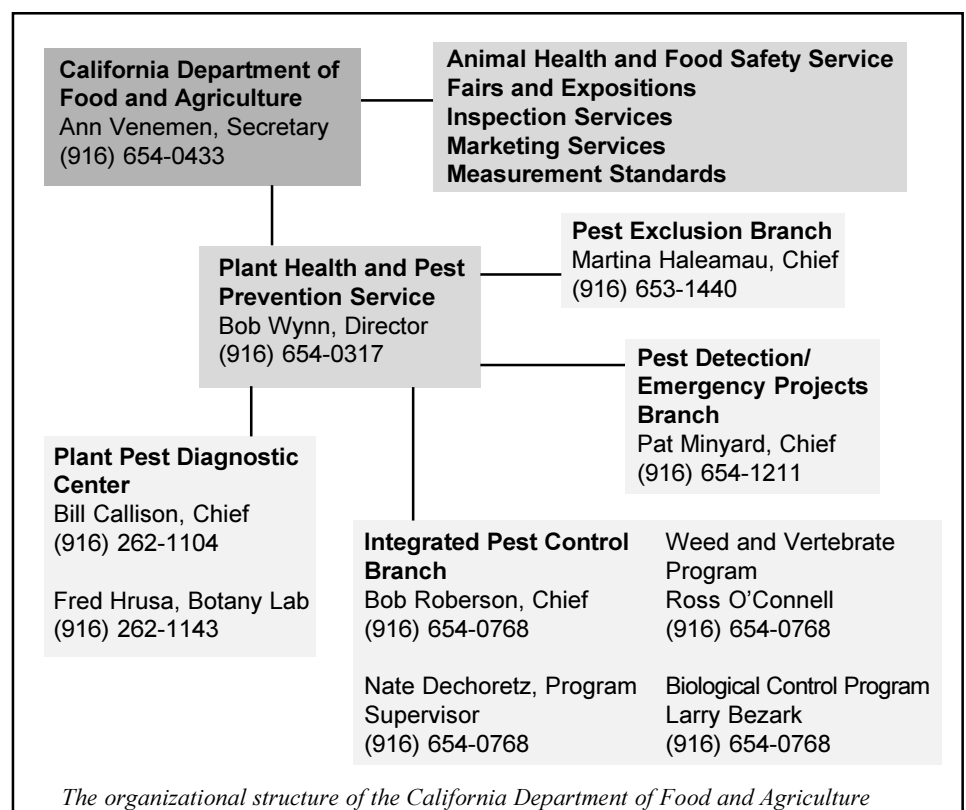 California Department of
Food and Agriculture
Ann Venemen, Secretary
(916) 654-0433
Animal Health and Food Safety Service
Fairs and Expositions
Inspection Services
Marketing Services
Measurement Standards
Plant Health and Pest
Prevention Service
Bob Wynn, Director
(916) 654-0317
Pest Exclusion Branch
Martina Haleamau, Chief
(916) 653-1440
Pest Detection/
Emergency Projects
Branch
Pat Minyard, Chief
(916) 654-1211
Plant Pest Diagnostic
Center
Bill Callison, Chief
(916) 262-1104
Fred Hrusa, Botany Lab
(916) 262-1143
Integrated Pest Control
Branch
Bob Roberson, Chief
(916) 654-0768
Nate Dechoretz, Program
Supervisor
(916) 654-0768
Weed and Vertebrate
Program
Ross O’Connell
(916) 654-0768
Biological Control Program
Larry Bezark
(916) 654-0768
The organizational structure of the California Department of Food and Agriculture